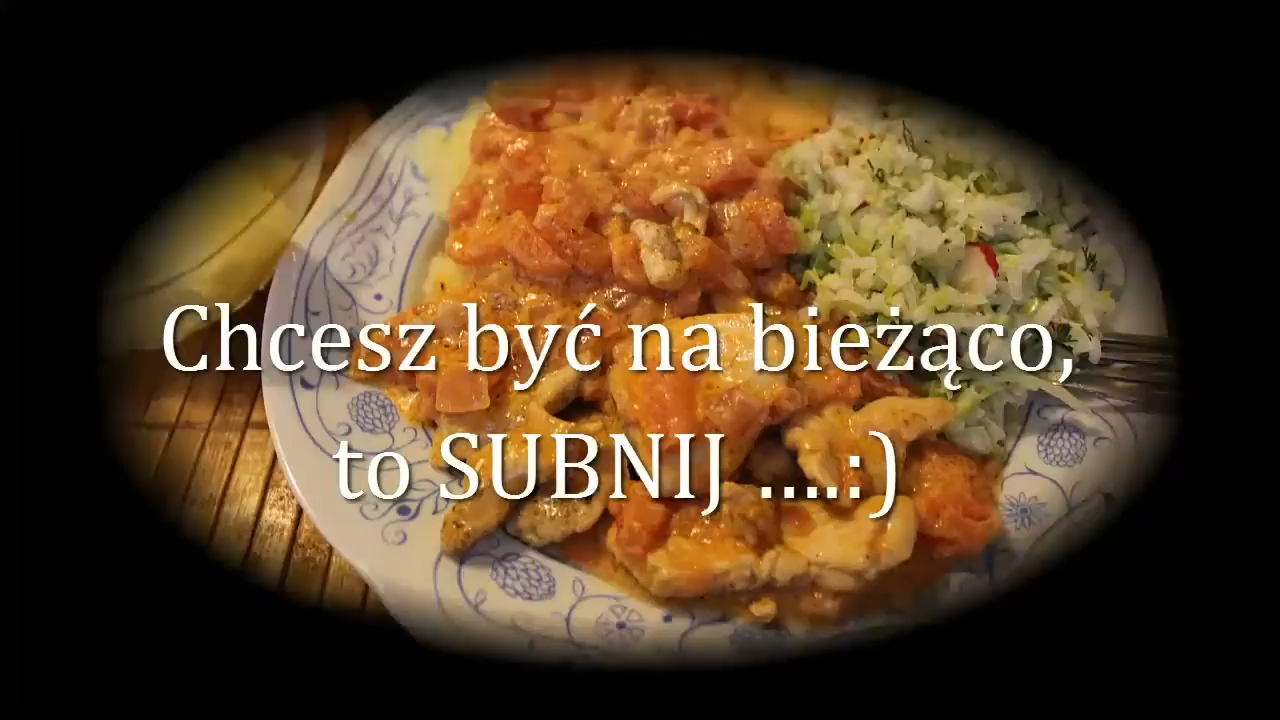 Chcesz być na bieżąco,
to SUBNIJ ....:)